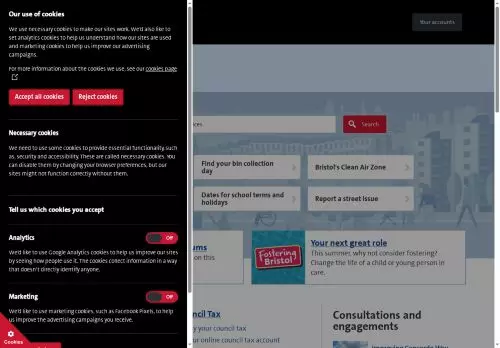 Our use of cookies
We use necessary cookies to make our sites work. We'd also like to
set analytics cookies to help us understand how our sites are used
and marketing cookies to help us improve our advertising
campaigns.
For more information about the cookies we use, see our cookies page
Accept all cookies
Reject cookies
Necessary cookies
We need to use some cookies to provide essential functionality such
as, security and accessibility. These are called necessary cookies. You
can disable them by changing your browser preferences, but our
sites might not function correctly without them.
Tell us which cookies you accept
Analytics
Off
We'd like to use Google Analytics cookies to help us improve our sites
by seeing how people use it. The cookies collect information in a way
that doesn't directly identify anyone.
Marketing
Off
We'd like to use marketing cookies, such as Facebook Pixels, to help
us improve the advertising campaigns you receive.
Cookies
Your accounts
Search
Find your bin collection
day
Bristol's Clean Air Zone
Dates for school terms and
holidays
Report a street issue
on this
Fostering
Bristol
Your next great role
This summer, why not consider fostering?
Change the life of a child or young person in
care.
Council Tax
your council tax
our online council tax account
Consultations and
engagements